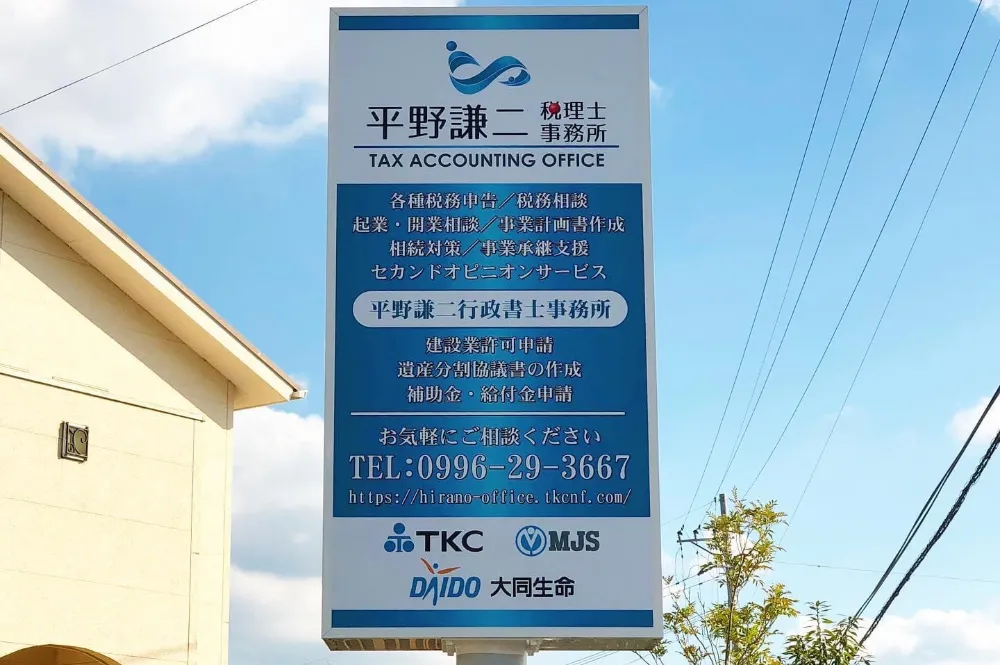 平野謙二 税理士
事務所
TAX ACCOUNTING OFFICE
各種税務申告／税務相談
起業・開業相談／事業計画書作成
相続対策／事業承継支援
セカンドオピニオンサービス
平野謙二行政書士事務所
建設業許可申請
遺産分割協議書の作成
補助金・給付金申請
お気軽にご相談ください
TEL:0996-29-3667
https://hirano-office.tkcnf.com/
TKC MJS
DAIDO 大同生命